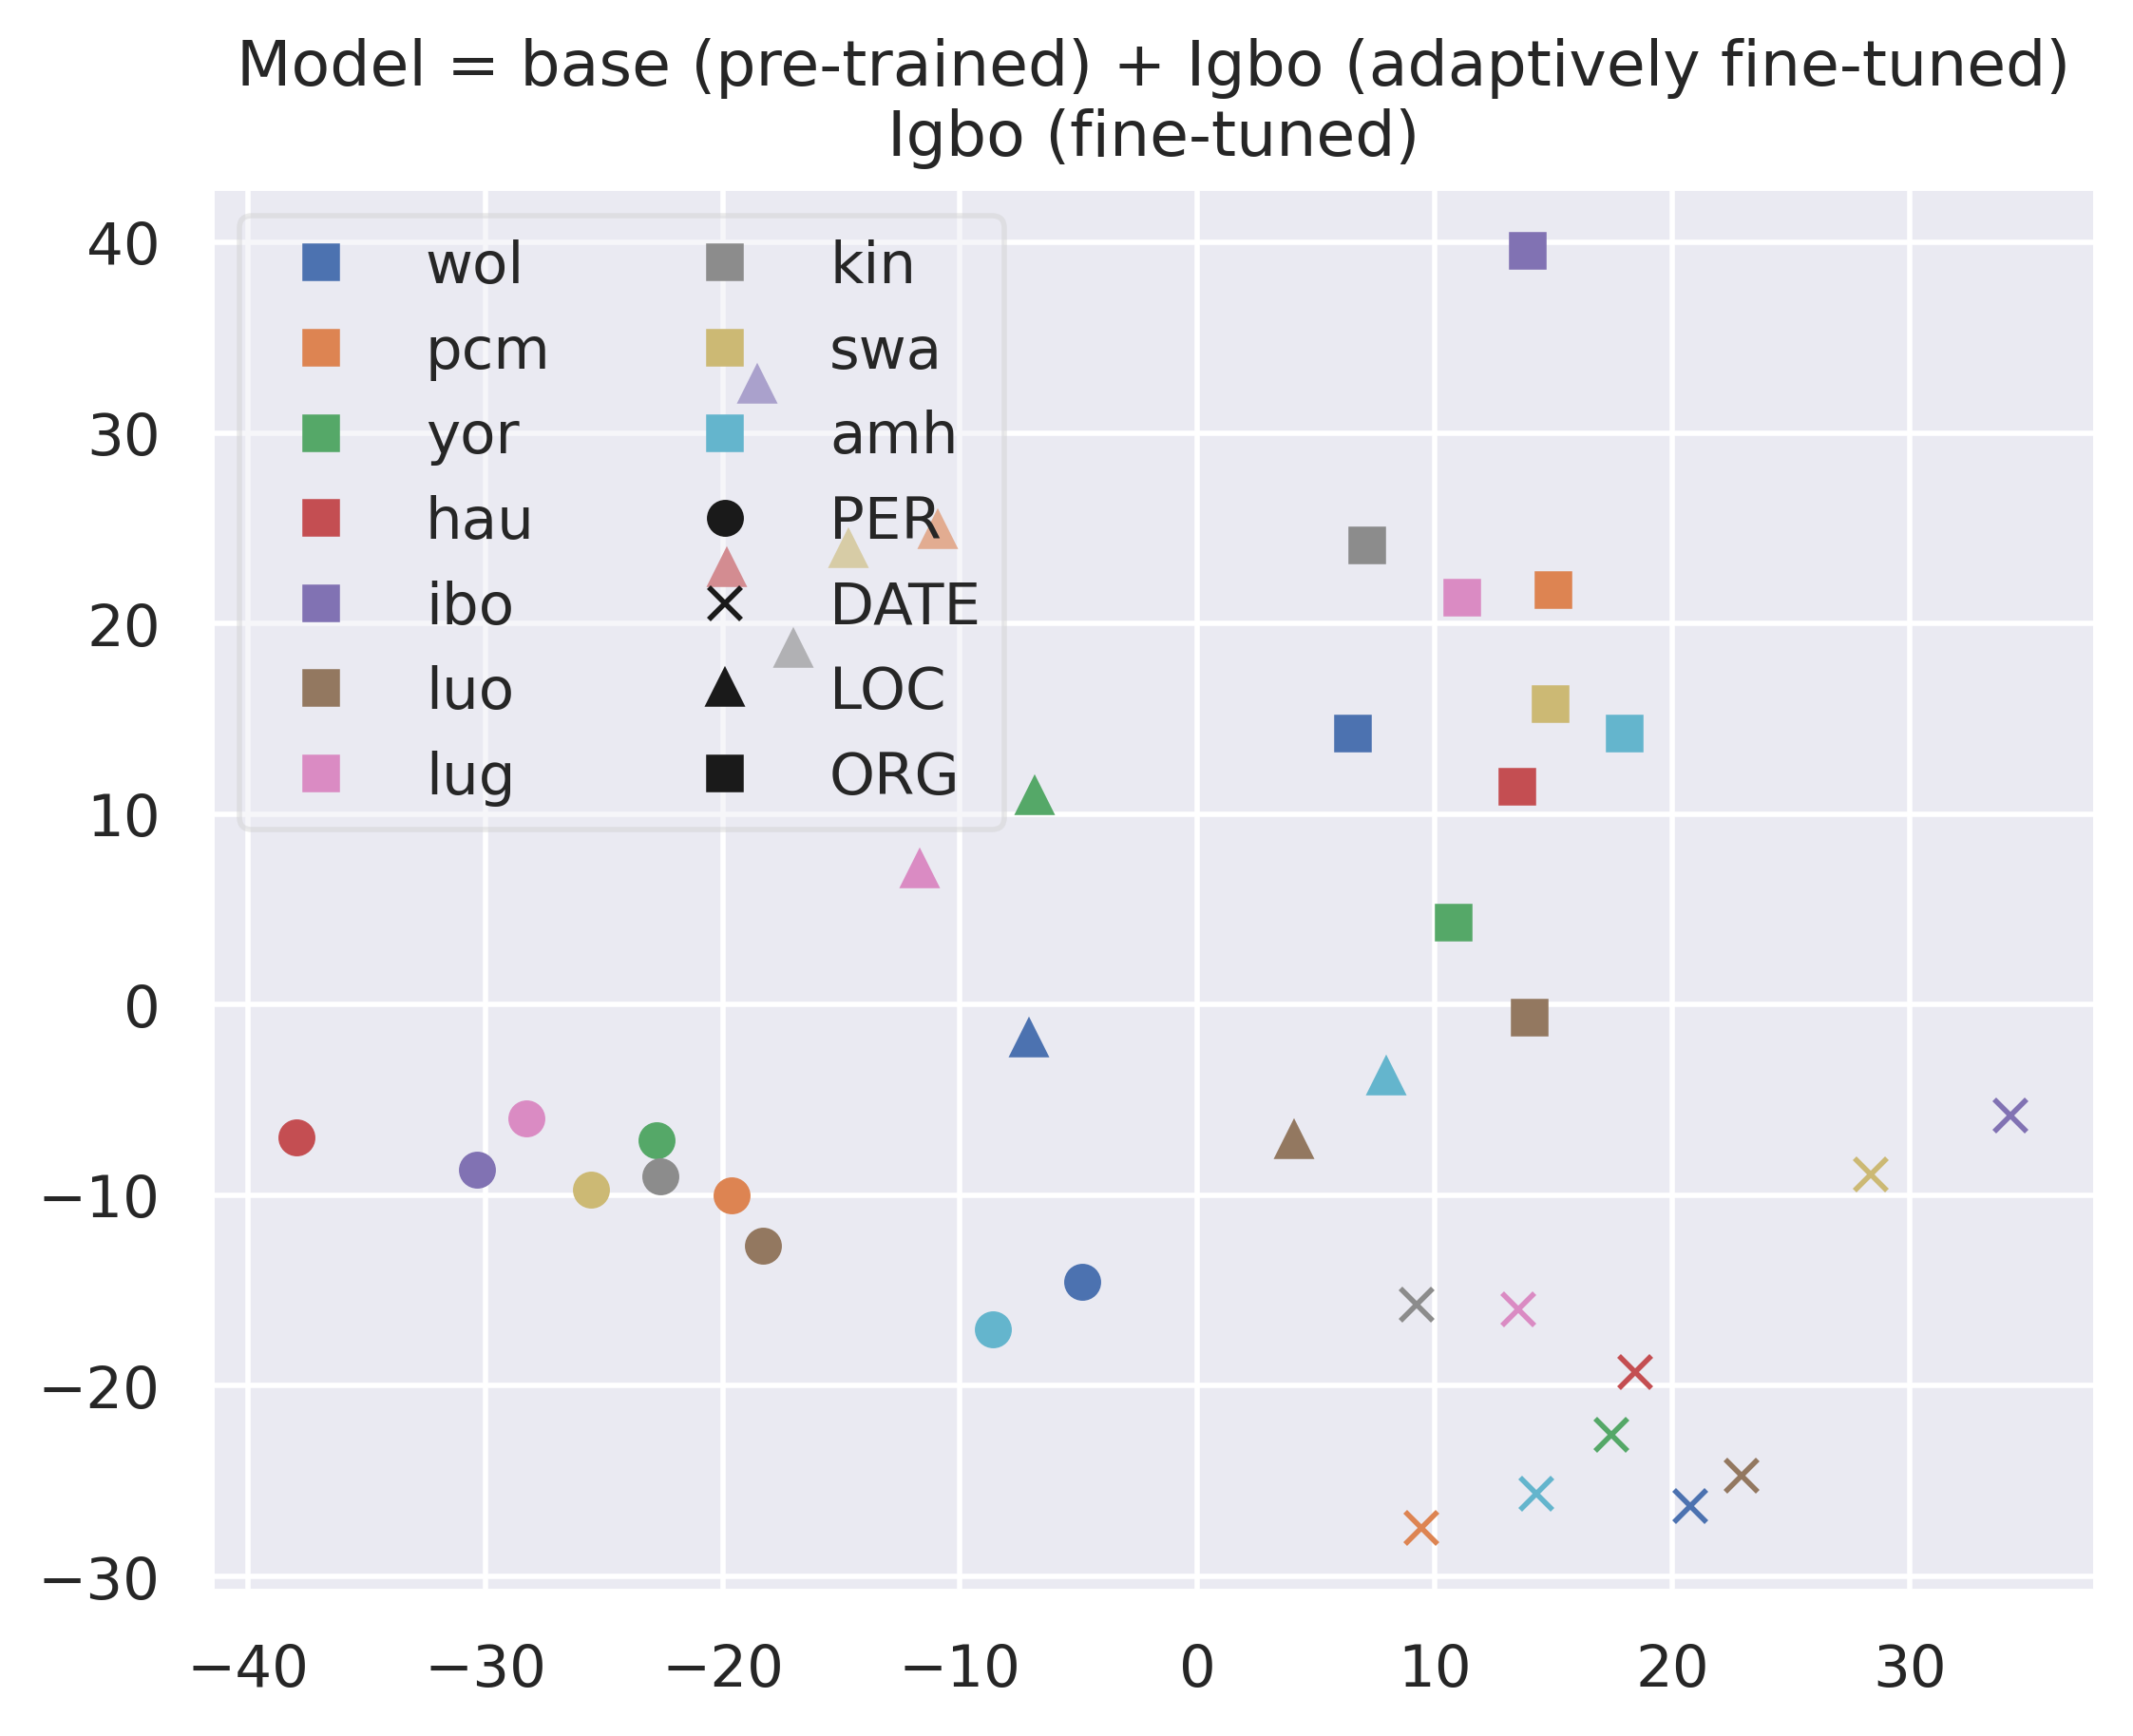 Model = base (pre-trained) + Igbo (adaptively fine-tuned)
Igbo (fine-tuned)
40
30
20
10
0
−10
−20
−30
wol
pcm
yor
hau
ibo
luo
lug
kin
swa
amh
PER
DATE
LOC
ORG
−40
−30
−20
−10
0
10
20
30